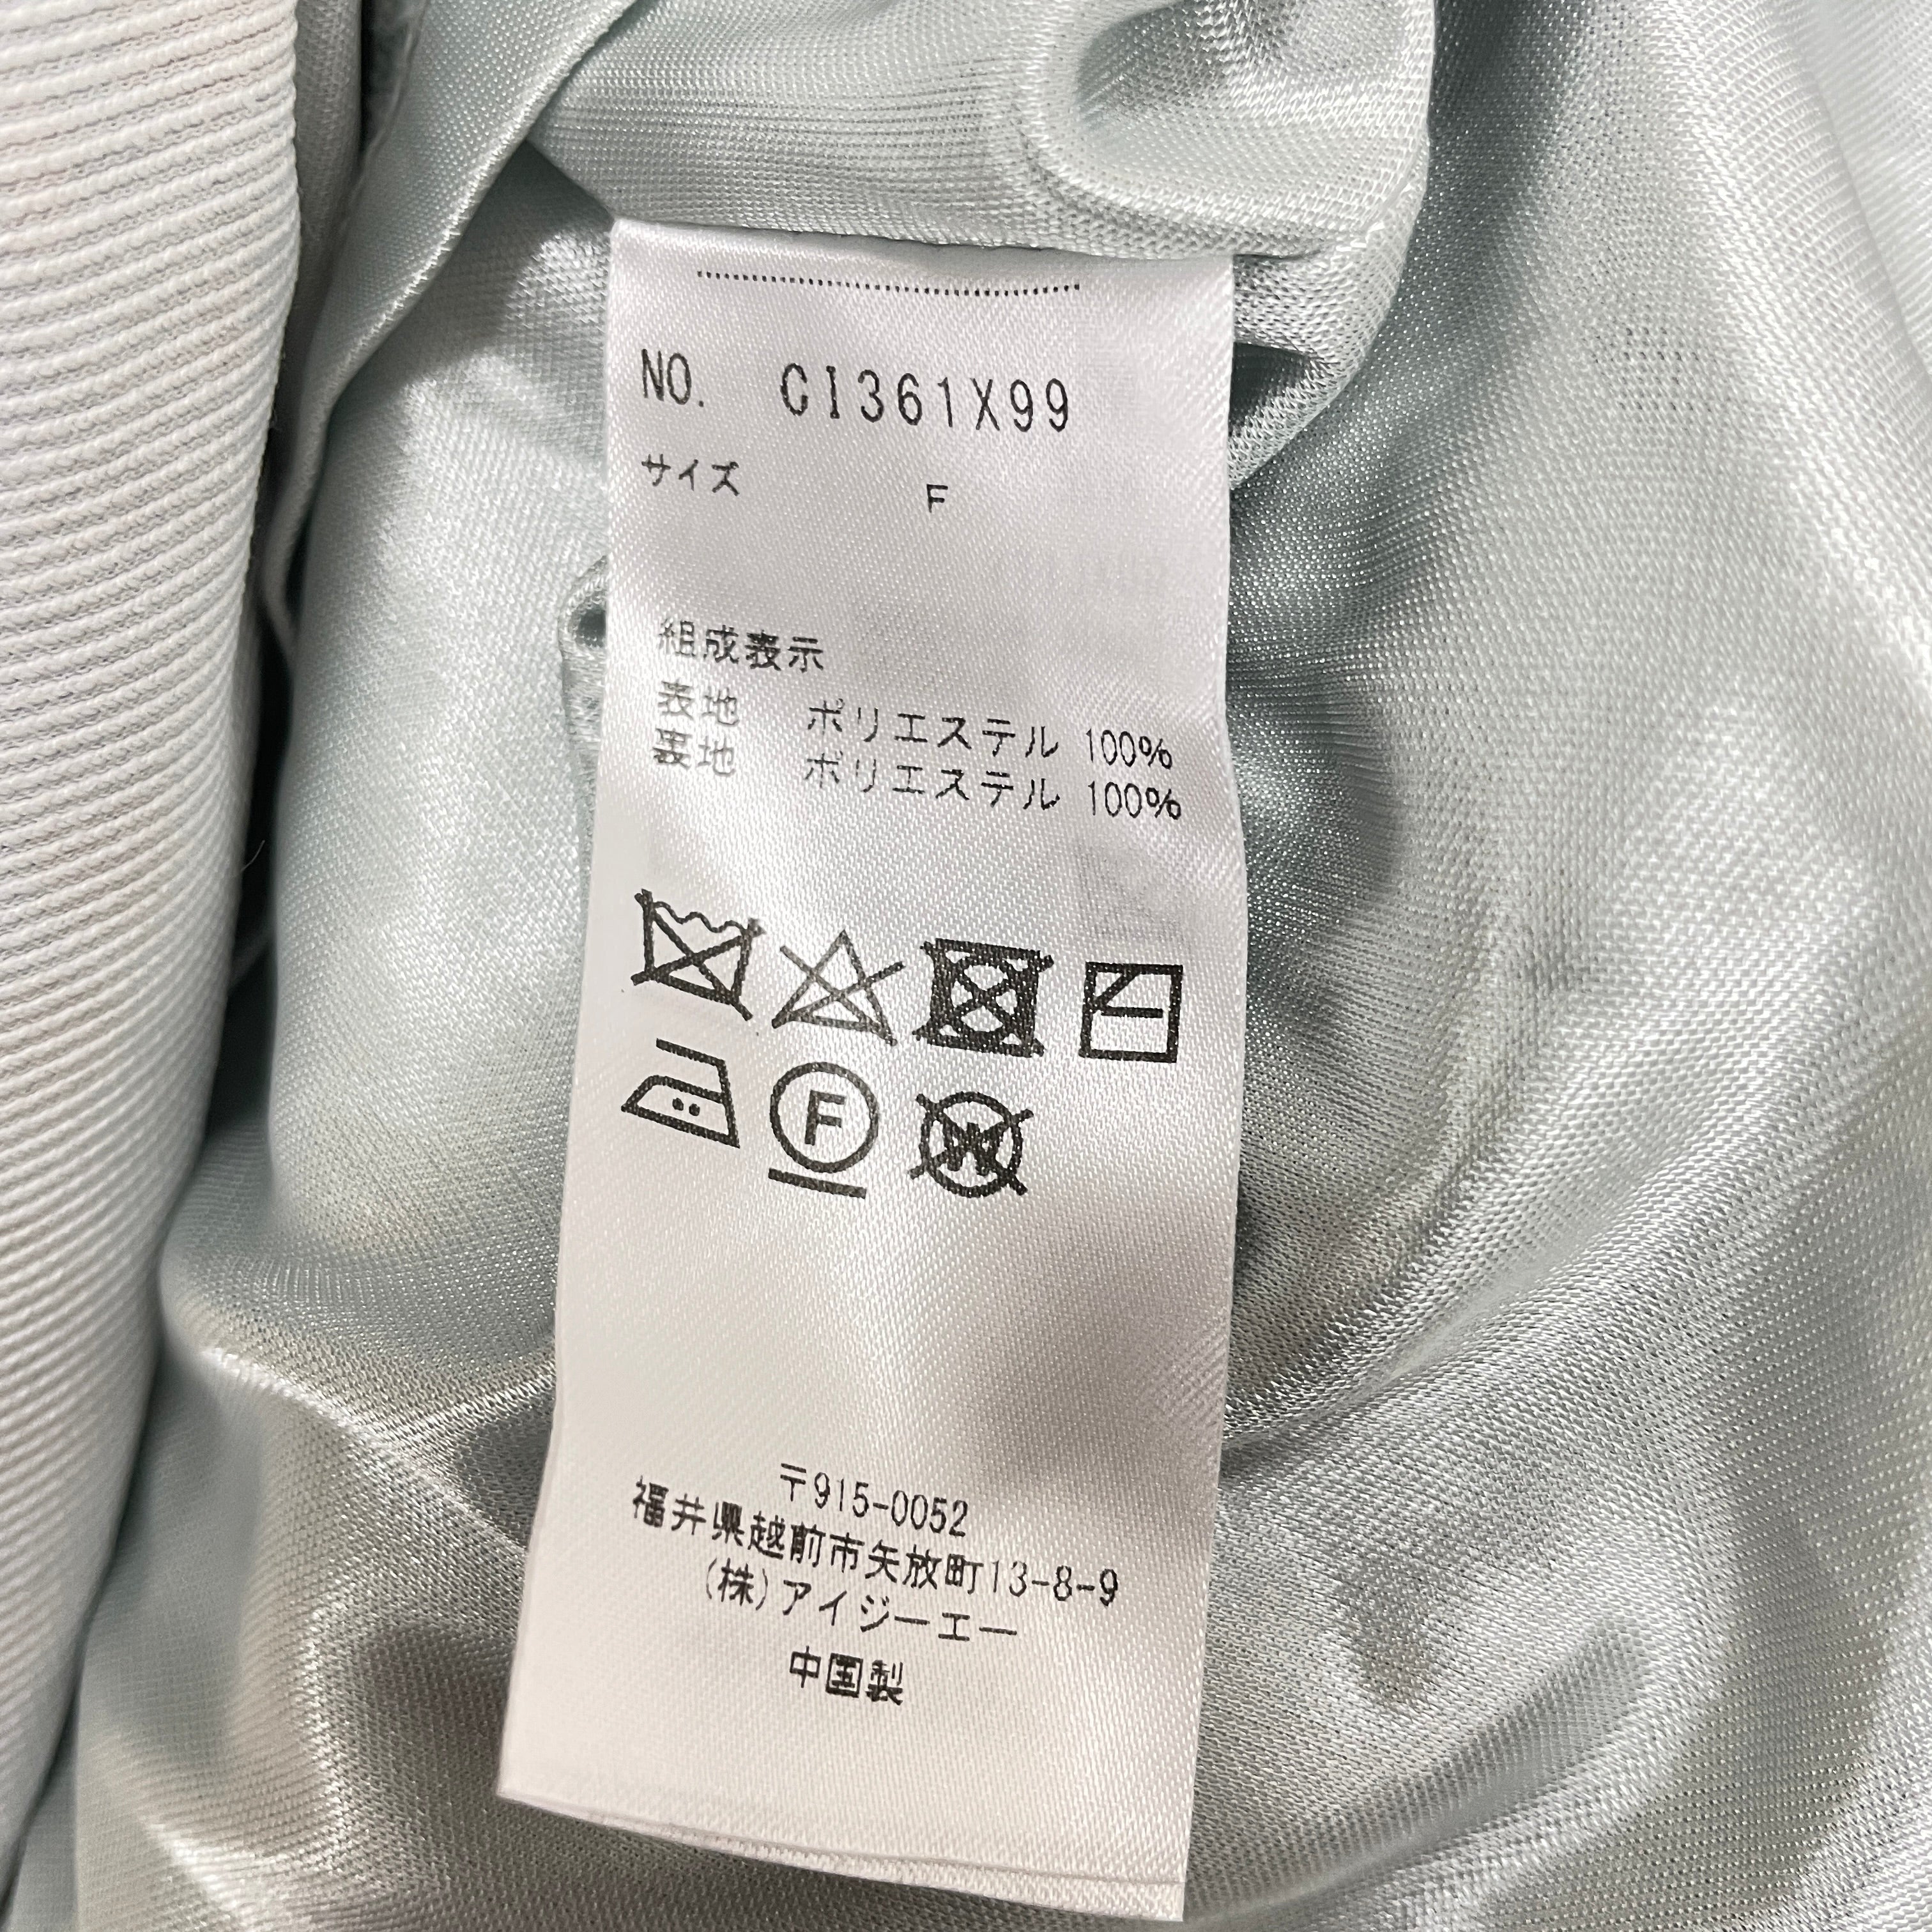 NO. CI361X99
サイズ F
組成表示
表地 ポリエステル 100%
裏地 ポリエステル 100%
F
W
〒915-0052
福井県越前市矢放町13-8-9
(株)アイジーエー
中国製